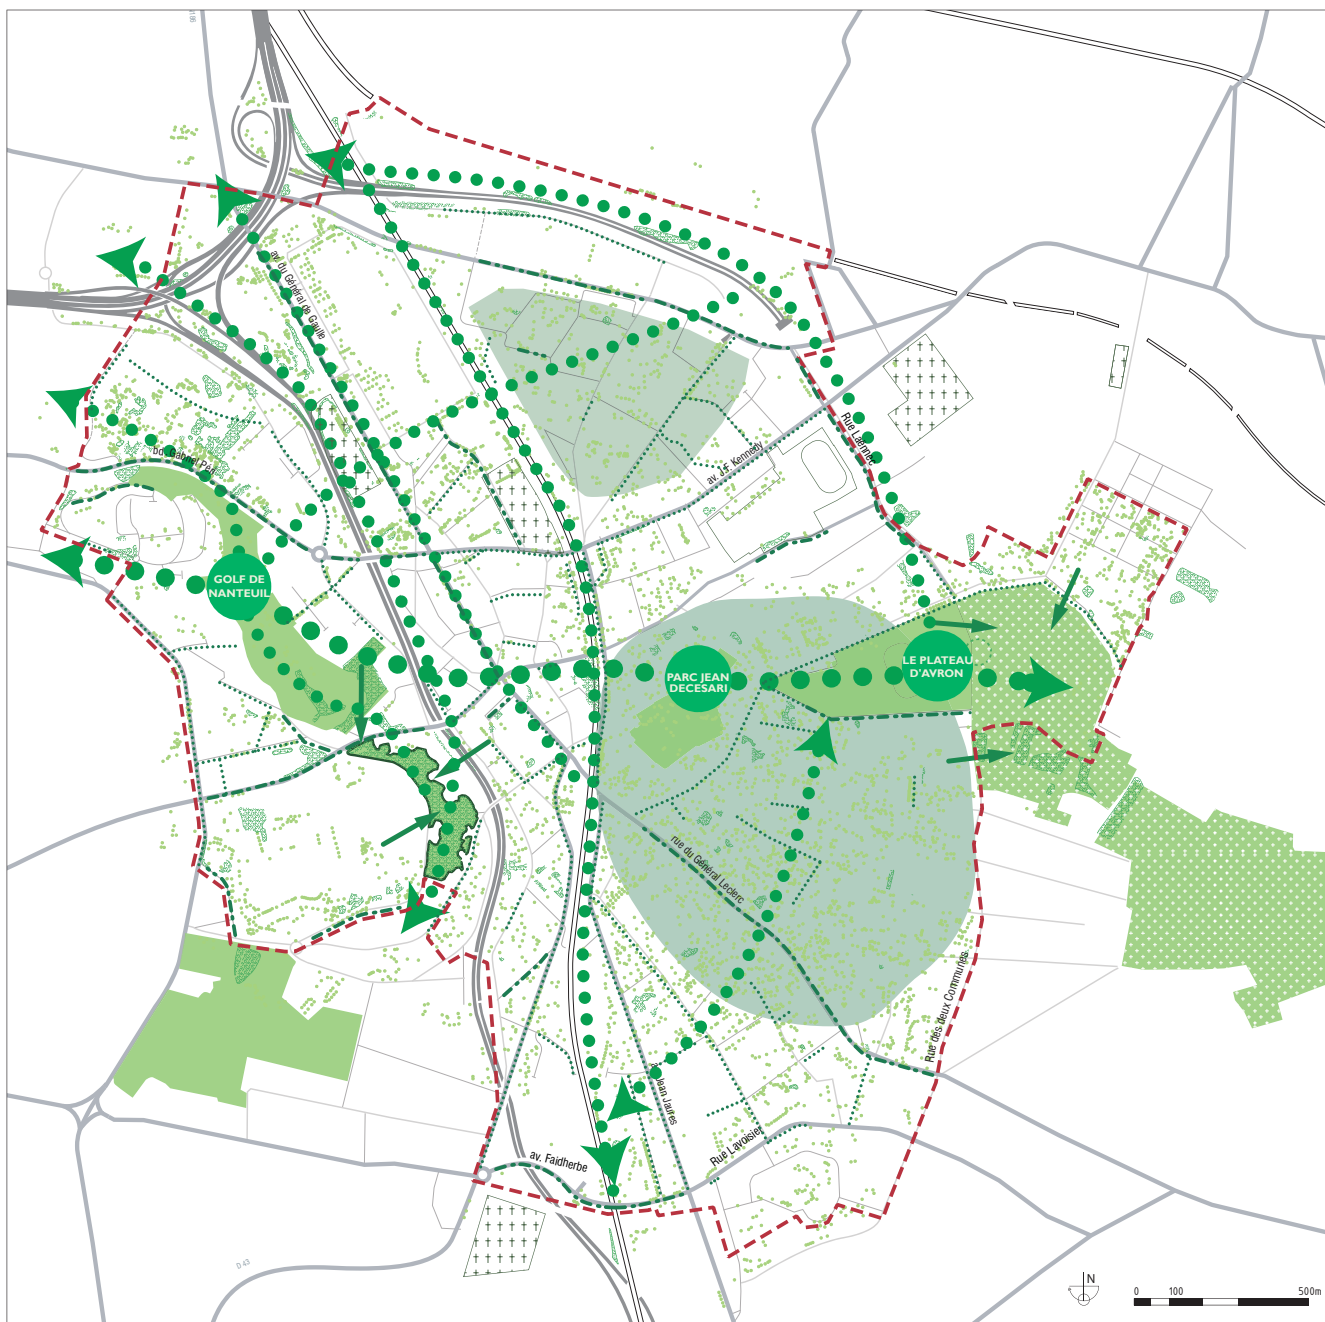 av. du Général de Gaulle
bd. Gabriel Péri
av. J-F Kennedy
Rue Laënnec
GOLF DE
NANTEUIL
PARC JEAN
DECESARI
LE PLATEAU
D'AVRON
rue du Général Leclerc
Rue des deux Communes
Jean Jaurès
Rue Lavoisier
av. Faidherbe
D 43
N
0 100 500m